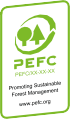 PEFC
PEFC/XX-XX-XX
Promoting Sustainable
Forest Management
www.pefc.org